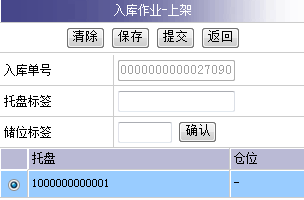 入库作业-上架
清除 保存 提交 返回
入库单号 0000000000027090
托盘标签
储位标签 确认
托盘 仓位
1000000000001 -